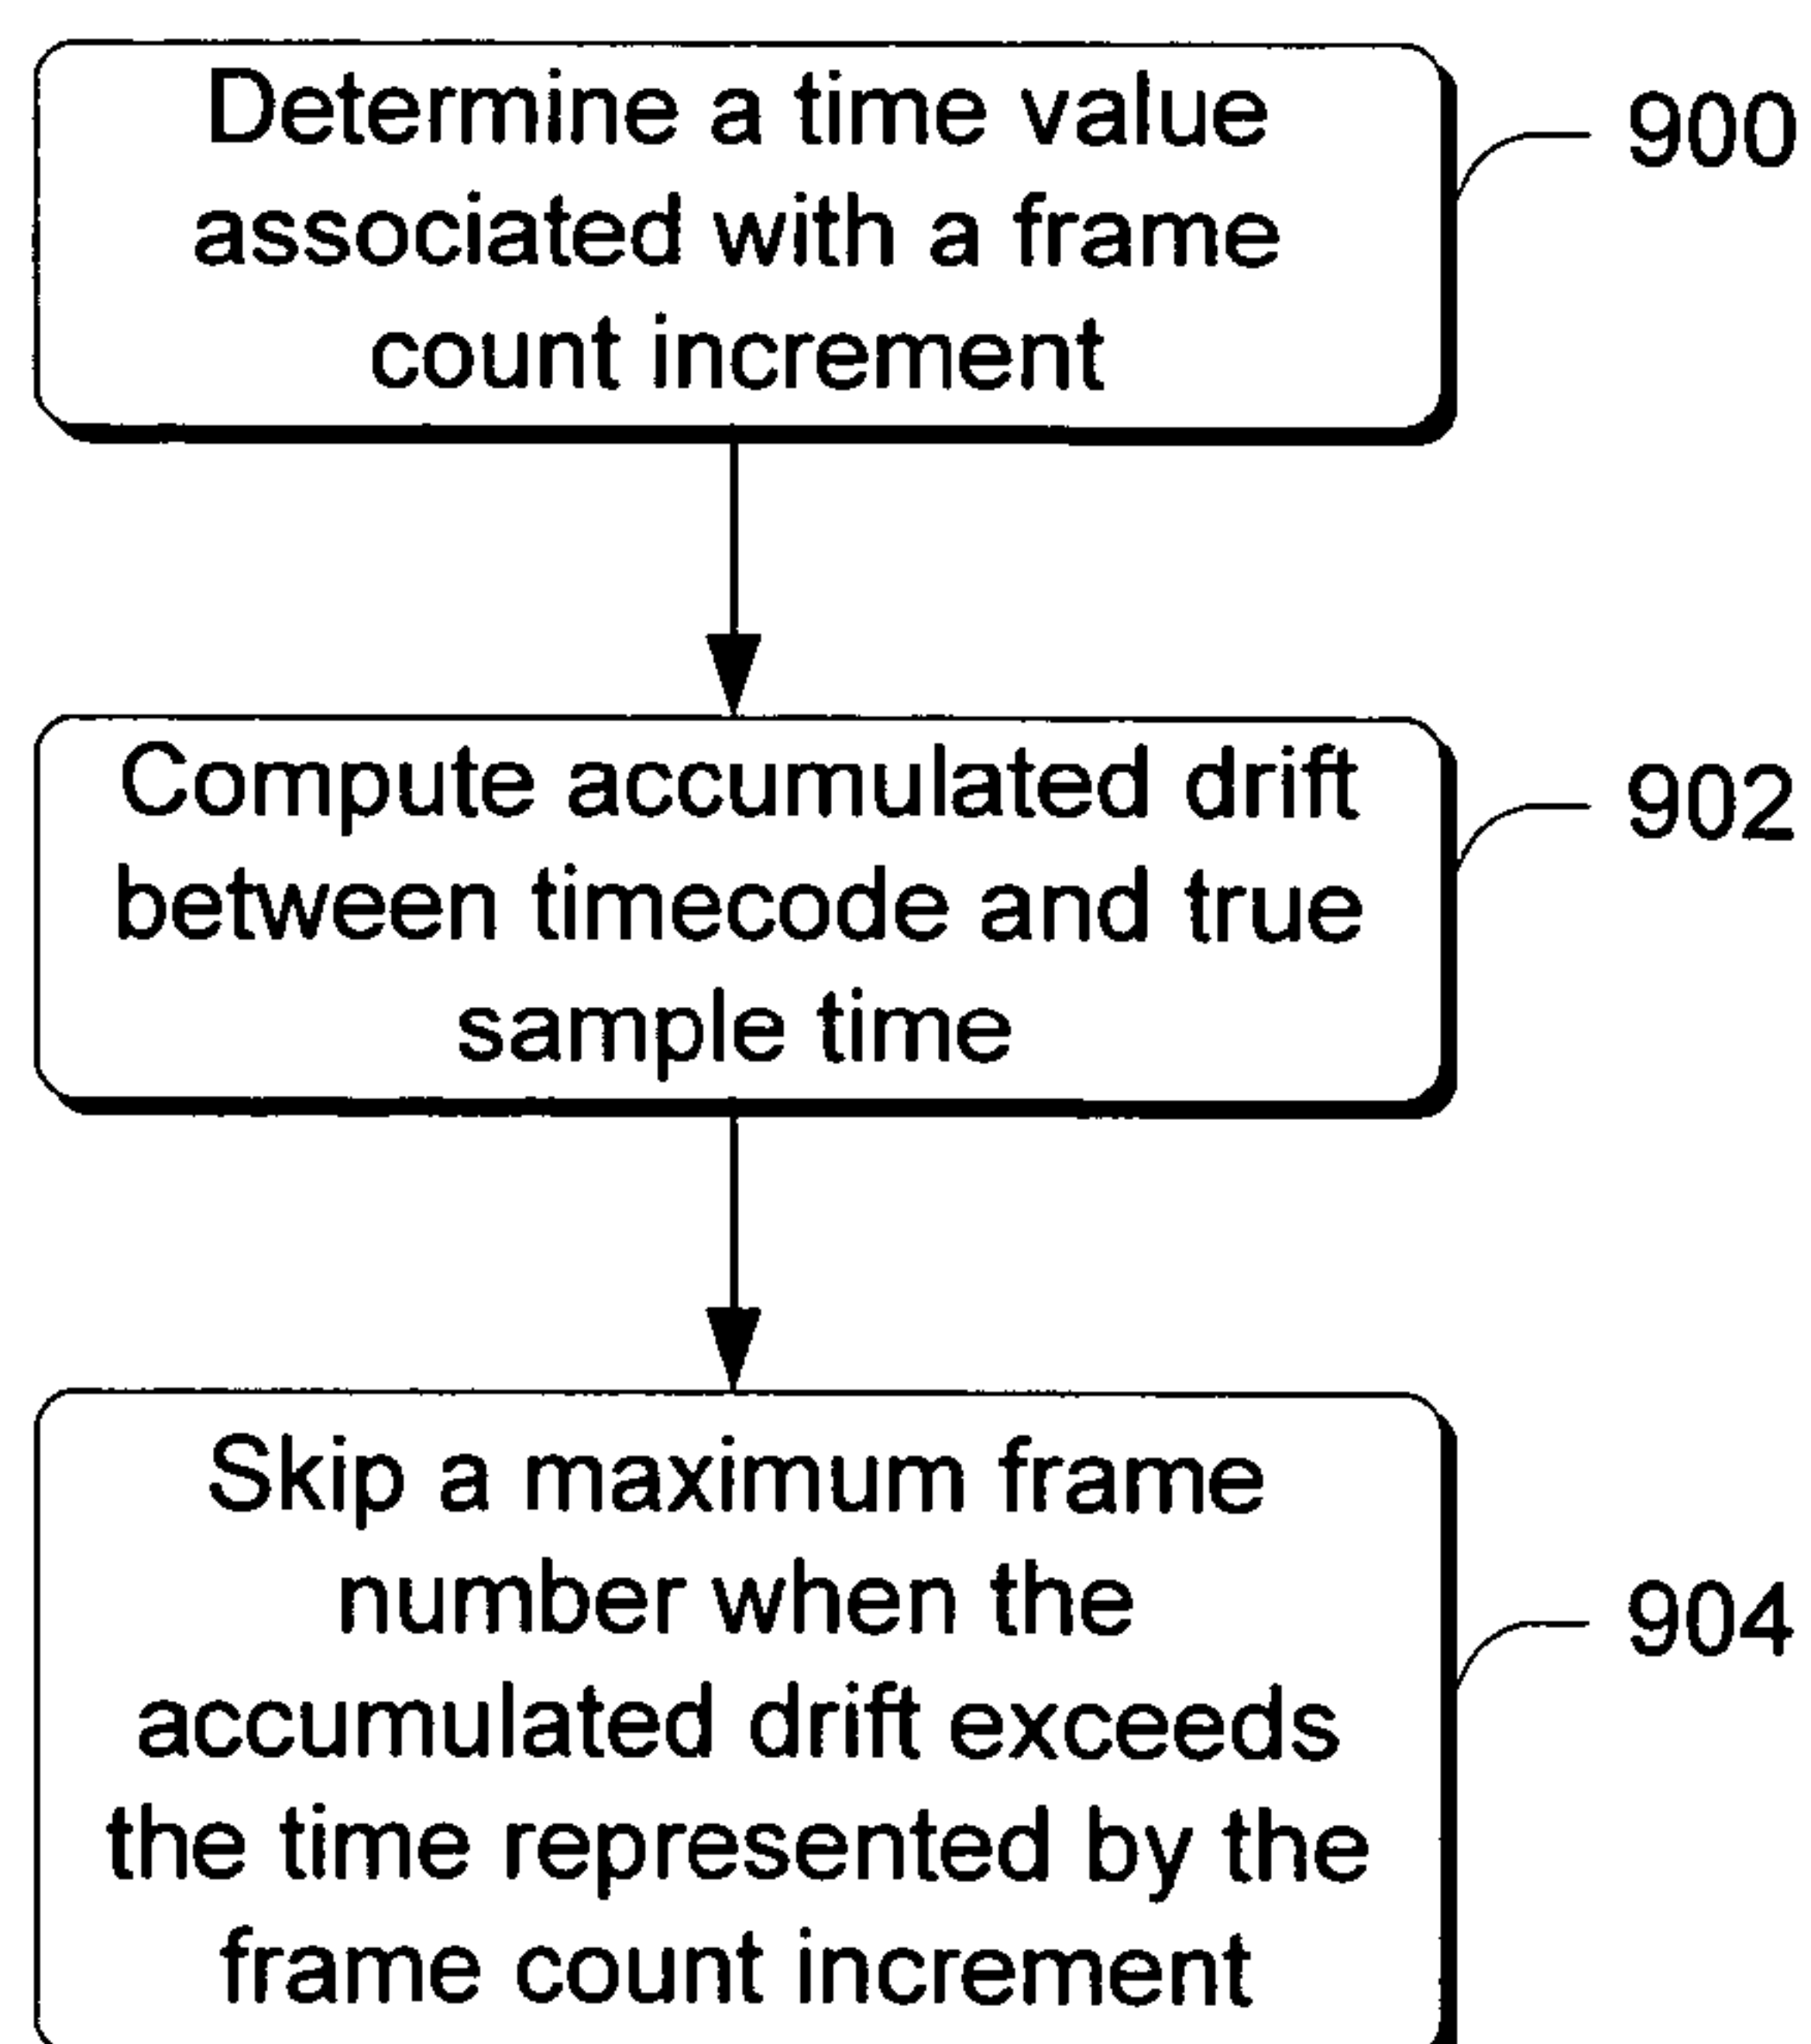 Determine a time value
associated with a frame
count increment
900
Compute accumulated drift
between timecode and true
sample time
902
Skip a maximum frame
number when the
accumulated drift exceeds
the time represented by the
frame count increment
904